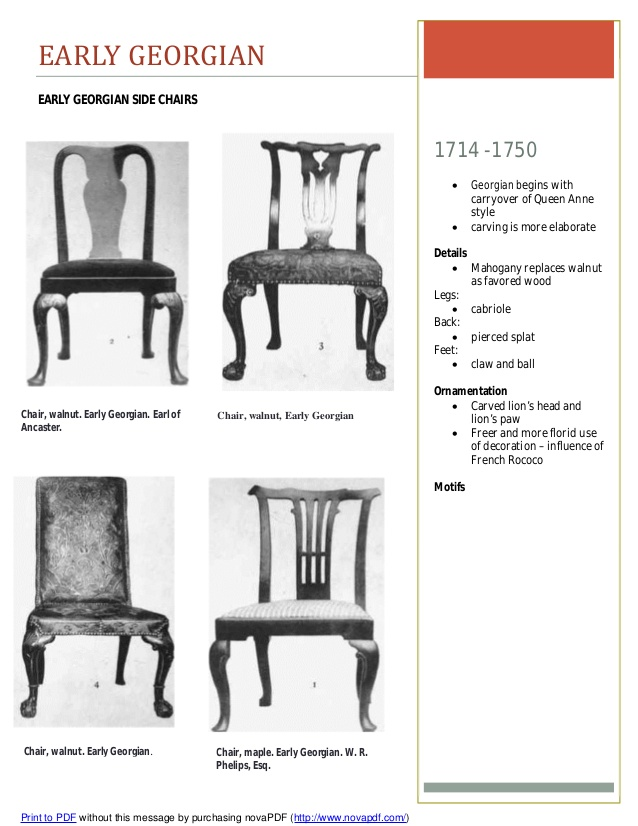 EARLY GEORGIAN
EARLY GEORGIAN SIDE CHAIRS
2
3
Chair, walnut. Early Georgian. Earl of
Ancaster.
Chair, walnut, Early Georgian
4
1
Chair, walnut. Early Georgian.
Chair, maple. Early Georgian. W. R.
Phelips, Esq.
1714 -1750
• Georgian begins with
carryover of Queen Anne
style
• carving is more elaborate
Details
• Mahogany replaces walnut
as favored wood
Legs:
• cabriole
Back:
• pierced splat
Feet:
• claw and ball
Ornamentation
• Carved lion's head and
lion's paw
• Freer and more florid use
of decoration – influence of
French Rococo
Motifs
Print to PDF without this message by purchasing novaPDF (http://www.novapdf.com/)